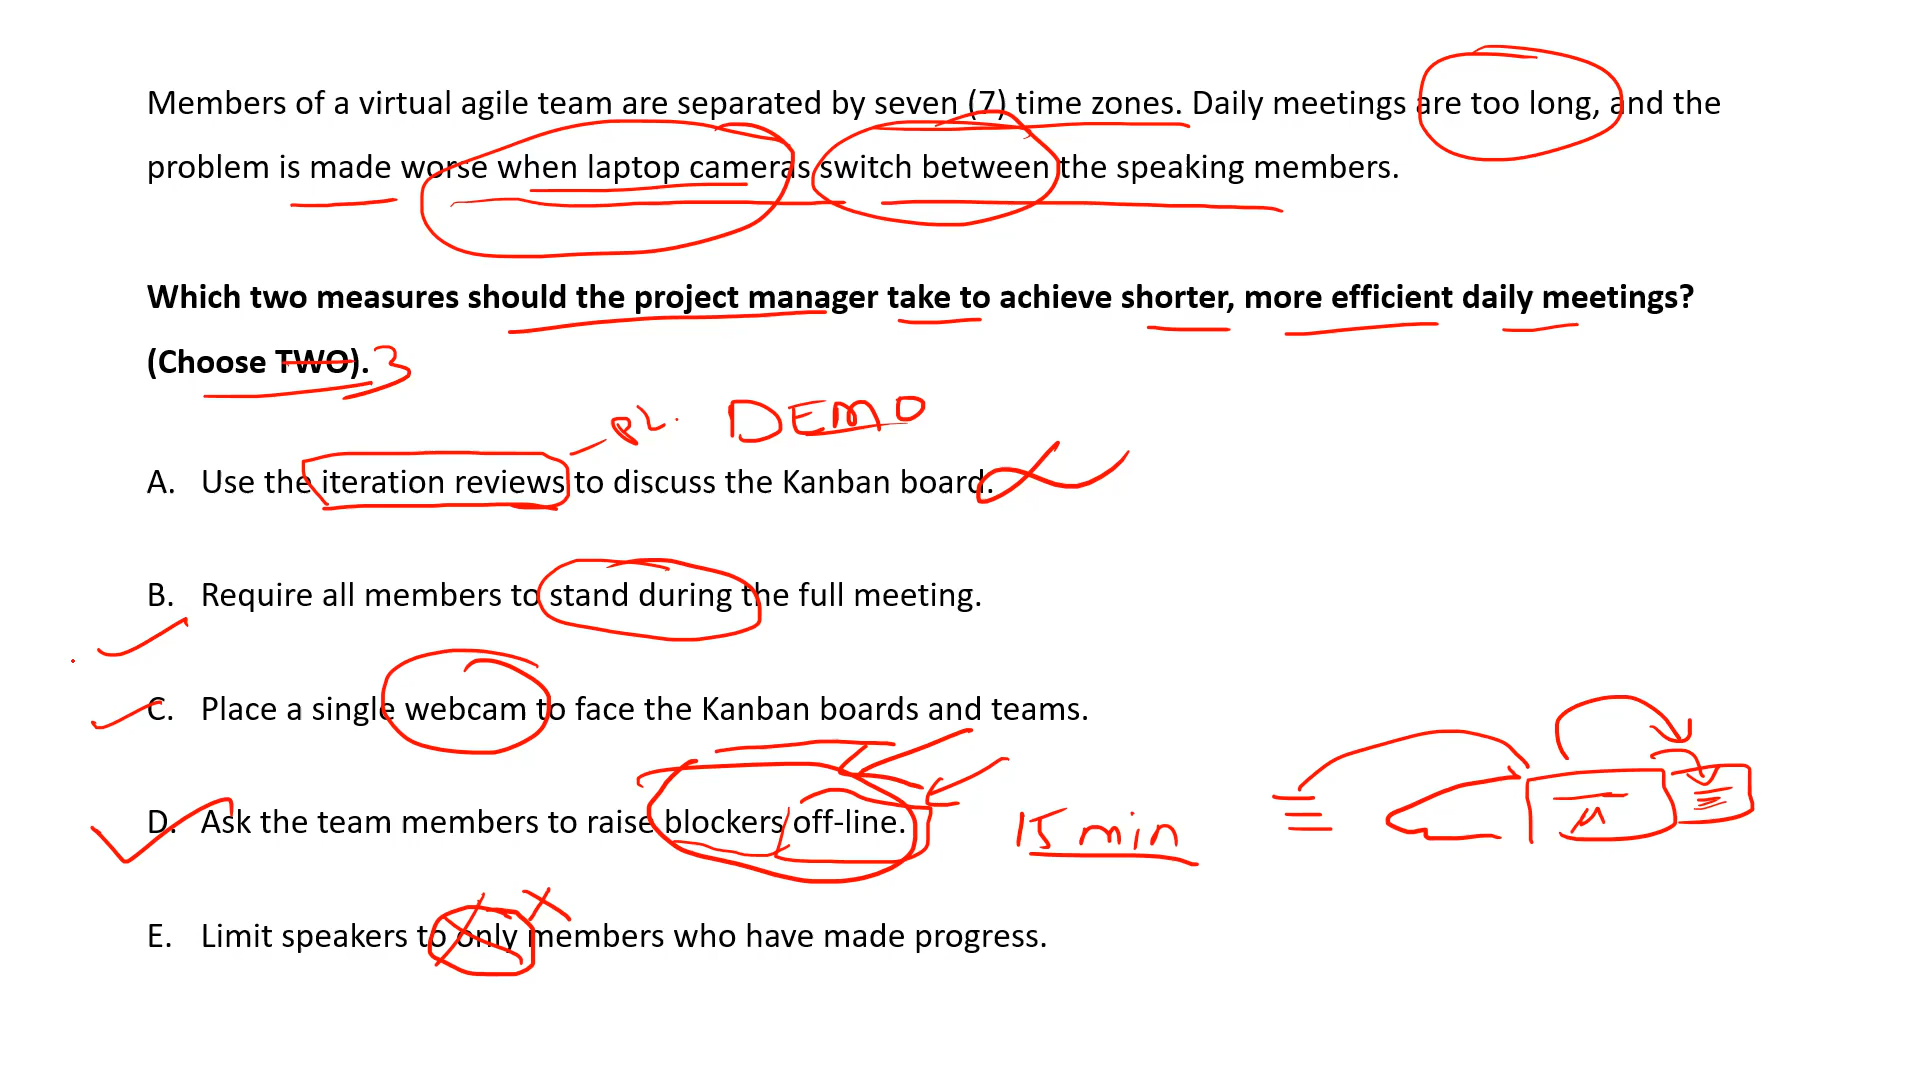 Members of a virtual agile team are separated by seven (7) time zones. Daily meetings are too long, and the
problem is made worse when laptop cameras switch between the speaking members.
Which two measures should the project manager take to achieve shorter, more efficient daily meetings?
(Choose TWO). 3
DEMO
A. Use the iteration reviews to discuss the Kanban board.
B. Require all members to stand during the full meeting.
C. Place a single webcam to face the Kanban boards and teams.
D. Ask the team members to raise blockers off-line. 15 min
E. Limit speakers to only members who have made progress.